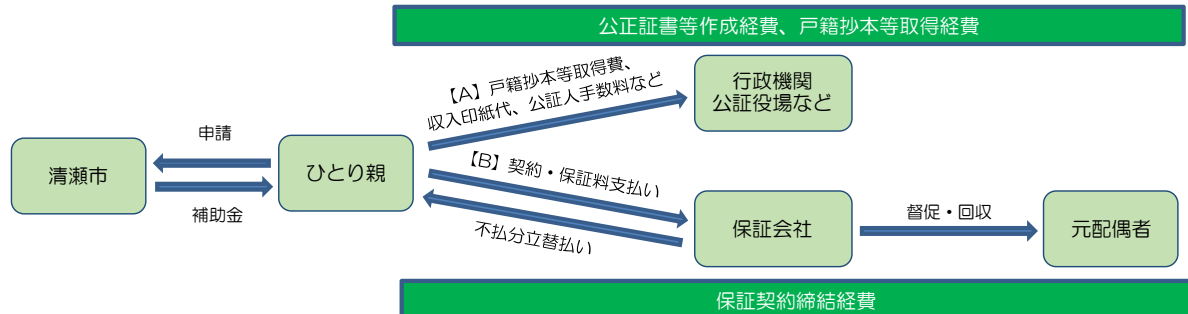 公正証書等作成経費、戸籍抄本等取得経費
【A】戸籍抄本等取得費、
収入印紙代、公証人手数料など
行政機関
公証役場など
申請
清瀬市
ひとり親
補助金
【B】契約・保証料支払い
不払分立替払い
保証会社
督促・回収
元配偶者
保証契約締結経費